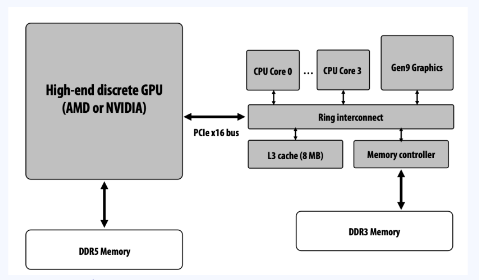 High-end discrete GPU
(AMD or NVIDIA)
CPU Core 0
...
CPU Core 3
Gen9 Graphics
Ring interconnect
PCIe x16 bus
L3 cache (8 MB)
Memory controller
DDR5 Memory
DDR3 Memory